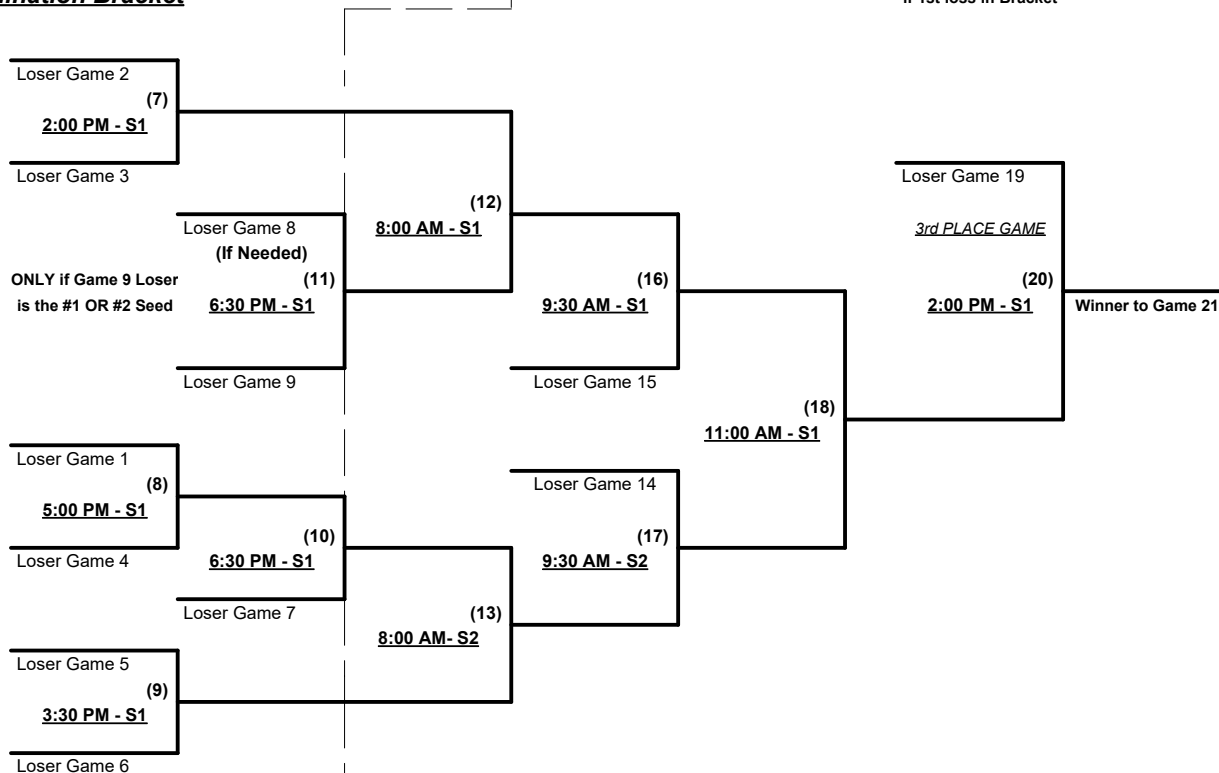 Bracket
Loser Game 2
(7)
2:00 PM - S1
Loser Game 3
Loser Game 19
(12)
8:00 AM - S1
Loser Game 8
(If Needed)
3rd PLACE GAME
ONLY if Game 9 Loser
is the #1 OR #2 Seed
(11)
6:30 PM - S1
(16)
9:30 AM - S1
(20)
2:00 PM - S1
Winner to Game 21
Loser Game 9
Loser Game 15
(18)
11:00 AM - S1
Loser Game 1
(8)
5:00 PM - S1
Loser Game 14
Loser Game 4
(10)
6:30 PM - S1
(17)
9:30 AM - S2
Loser Game 7
(13)
8:00 AM- S2
Loser Game 5
(9)
3:30 PM - S1
Loser Game 6